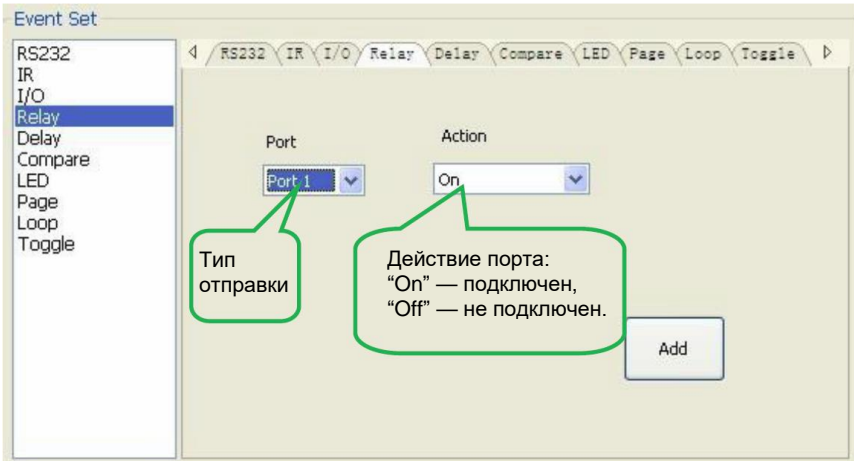 Event Set
RS232
IR
I/O
Relay
Delay
Compare
LED
Page
Loop
Toggle
RS232 IR I/O Relay Delay Compare LED Page Loop Toggle
Port Action
Port 1 On
Тип
отправки
Действие порта:
“On” — подключен,
“Off” — не подключен.
Add